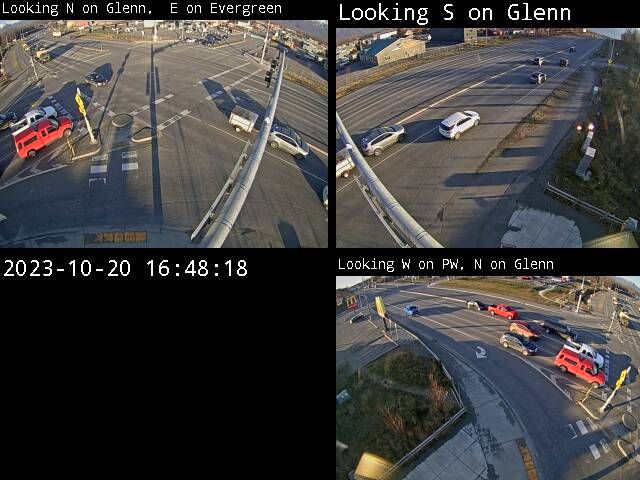 Looking N on Glenn, E on Evergreen
Looking S on Glenn
2023-10-20 16:48:18
Looking W on PW, N on Glenn